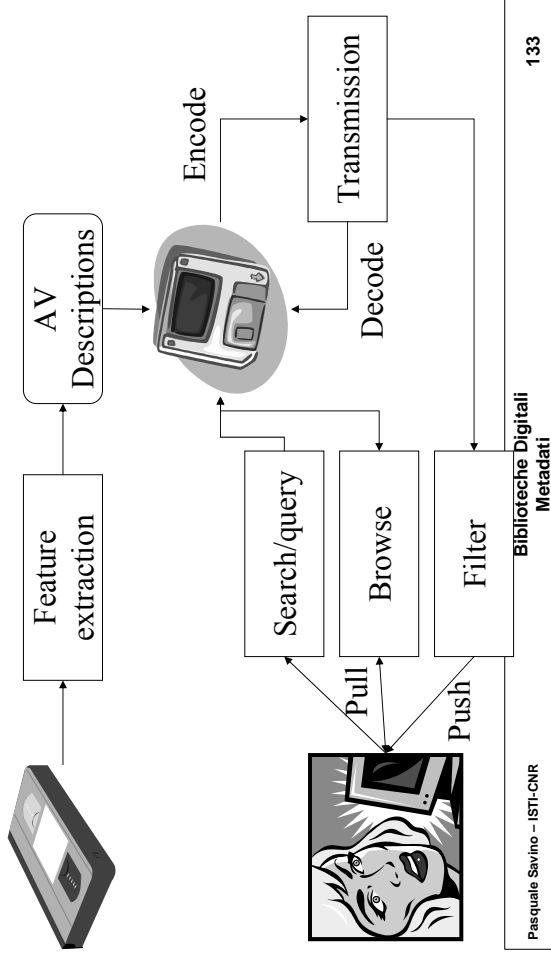 Feature
extraction
AV
Descriptions
Search/query
Browse
Filter
Pull
Push
Encode
Decode
Transmission
Pasquale Savino – ISTI-CNR
Biblioteche Digitali
Metadati
133